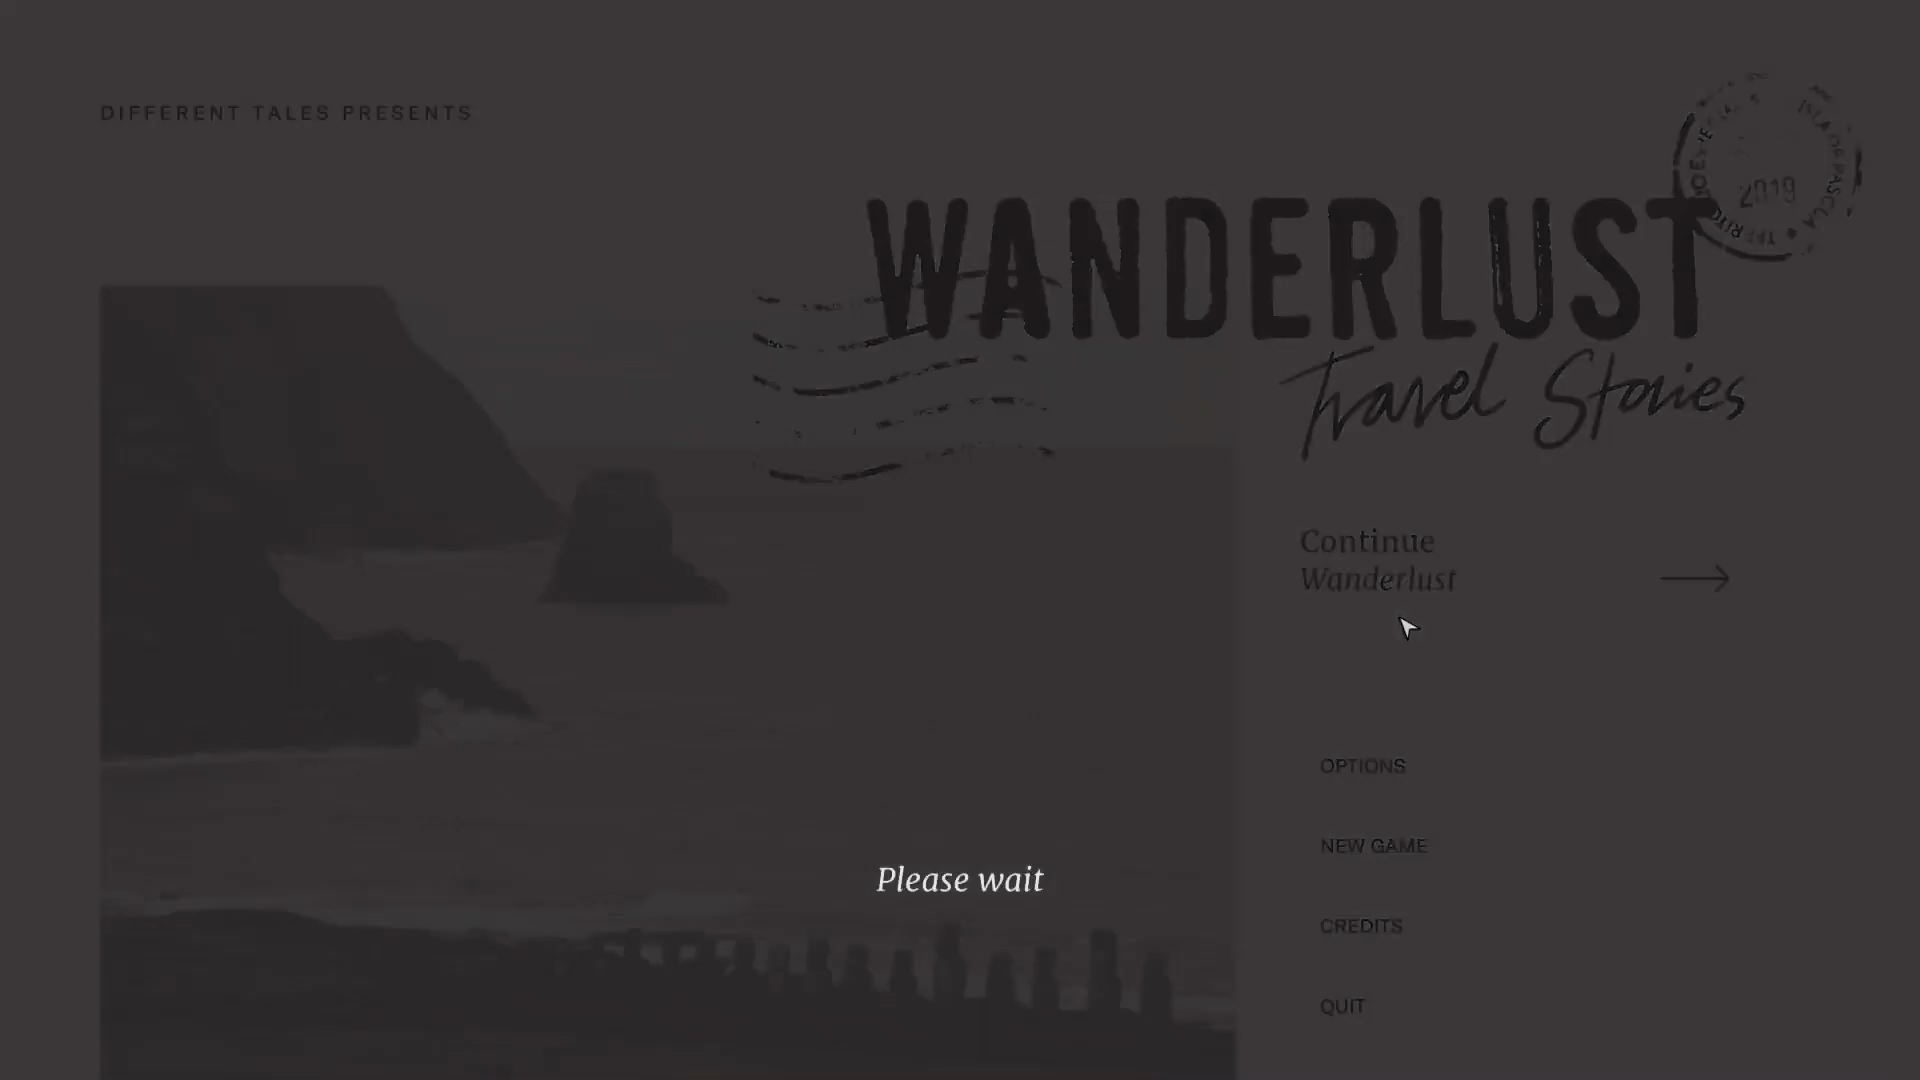 DIFFERENT TALES PRESENTS
2019
WANDERLUST
Travel Stories
Continue
Wanderlust
OPTIONS
NEW GAME
Please wait
CREDITS
QUIT